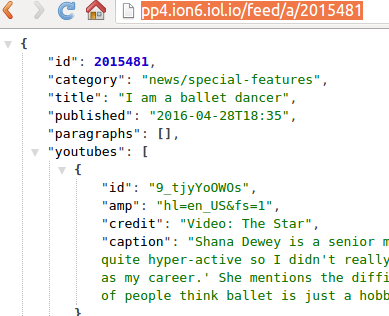 pp4.ion6.iol.io/feed/a/2015481
{
"id": 2015481,
"category": "news/special-features",
"title": "I am a ballet dancer",
"published": "2016-04-28T18:35",
"paragraphs": [],
"youtubes": [
{
"id": "9_tjyYoOWOs",
"amp": "hl=en_US&fs=1",
"credit": "Video: The Star",
"caption": "Shana Dewey is a senior m
quite hyper-active so I didn't really
as my career.' She mentions the diffi
of people think ballet is just a hobb
}